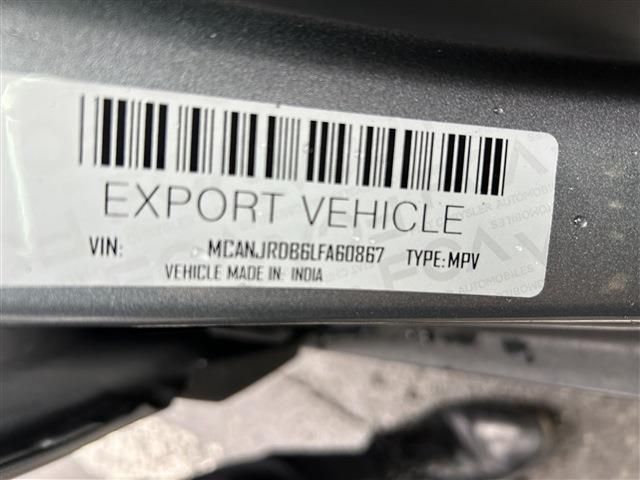 EXPORT VEHICLE
VIN: MCANJRDB6LFA60867 TYPE:MPV
VEHICLE MADE IN: INDIA